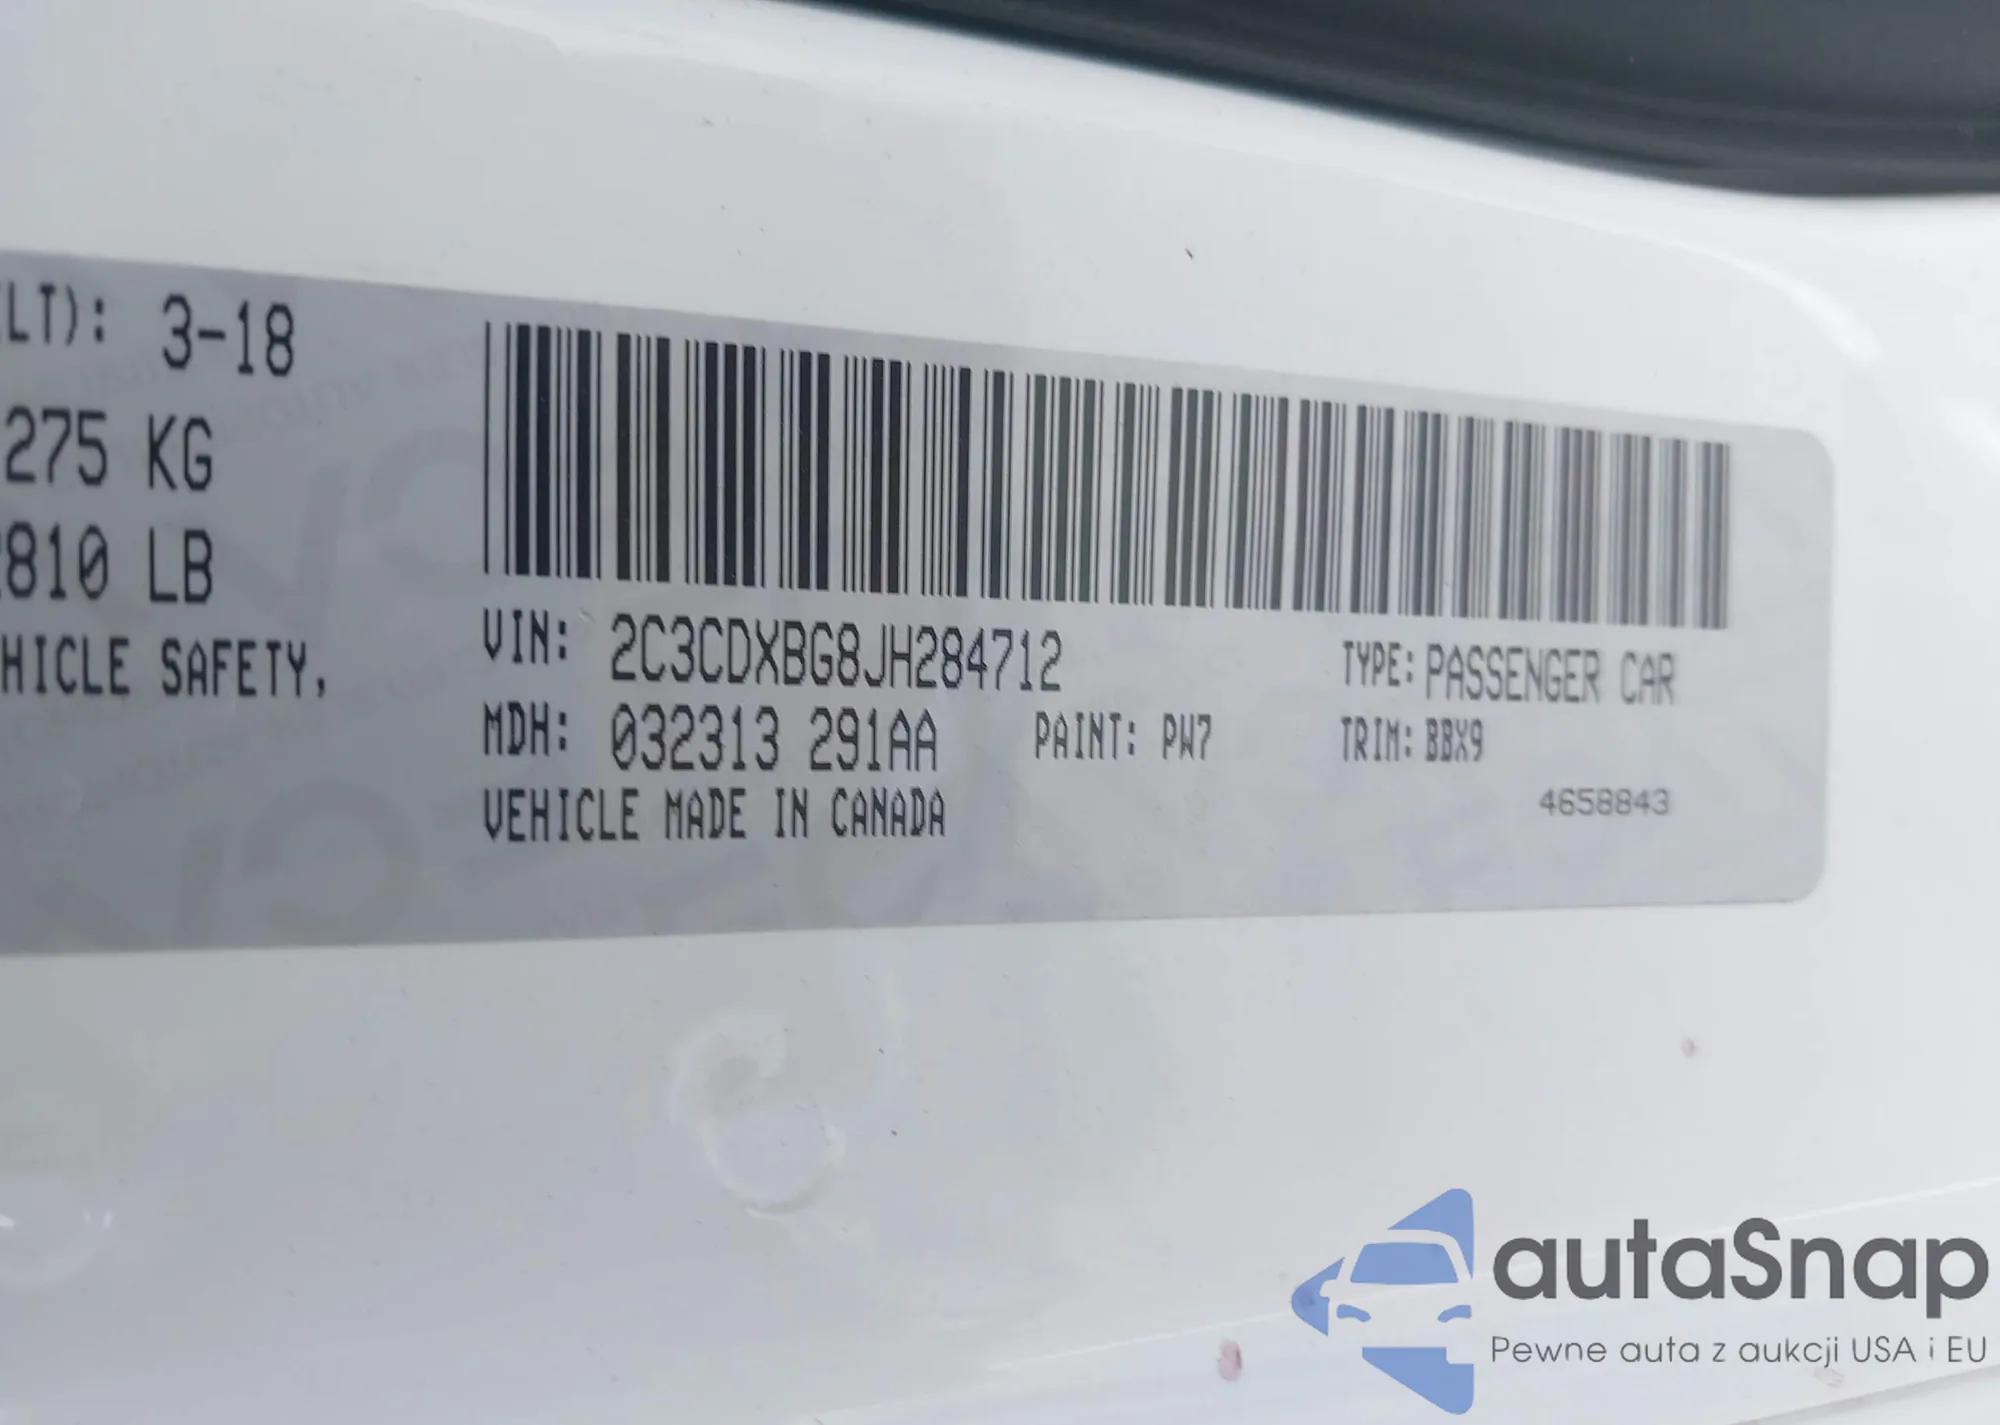 LT): 3-18
275 KG
810 LB
HICLE SAFETY,
VIN: 2C3CDXBG8JH284712 TYPE: PASSENGER CAR
MDH: 032313 291AA PAINT: PW7 TRIM: BBX9
VEHICLE MADE IN CANADA 4658843
autaSnap
Pewne auta z aukcji USA i EU